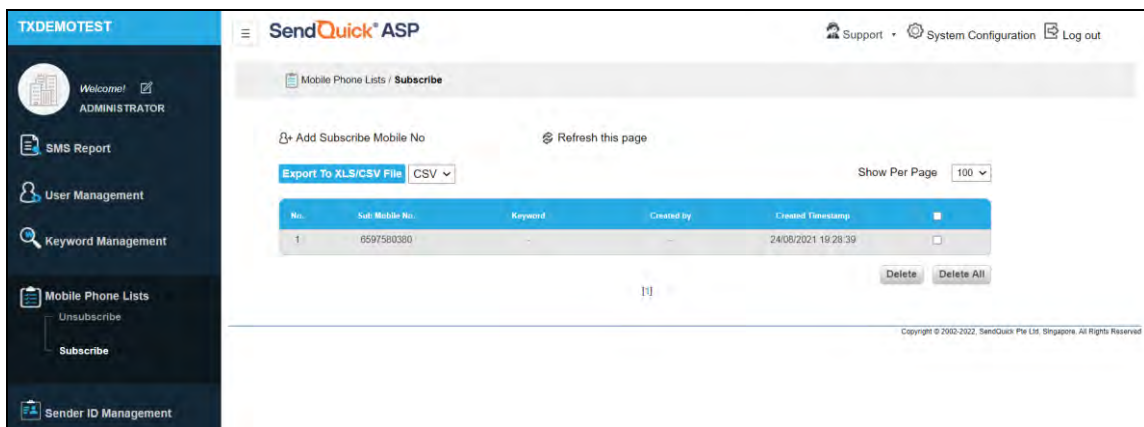 TXDEMOTEST
☰ SendQuick® ASP
Support System Configuration Log out
Welcome!
ADMINISTRATOR
Mobile Phone Lists / Subscribe
SMS Report
User Management
Keyword Management
Mobile Phone Lists
Unsubscribe
Subscribe
Sender ID Management
Add Subscribe Mobile No Refresh this page
Export To XLS/CSV File CSV Show Per Page 100
No. Sub Mobile No. Keyword Created by Created Timestamp
1 6597580380 -- -- 24/08/2021 19:28:39
Delete Delete All
[1]
Copyright © 2002-2022, SendQuick Pte Ltd. Singapore. All Rights Reserved